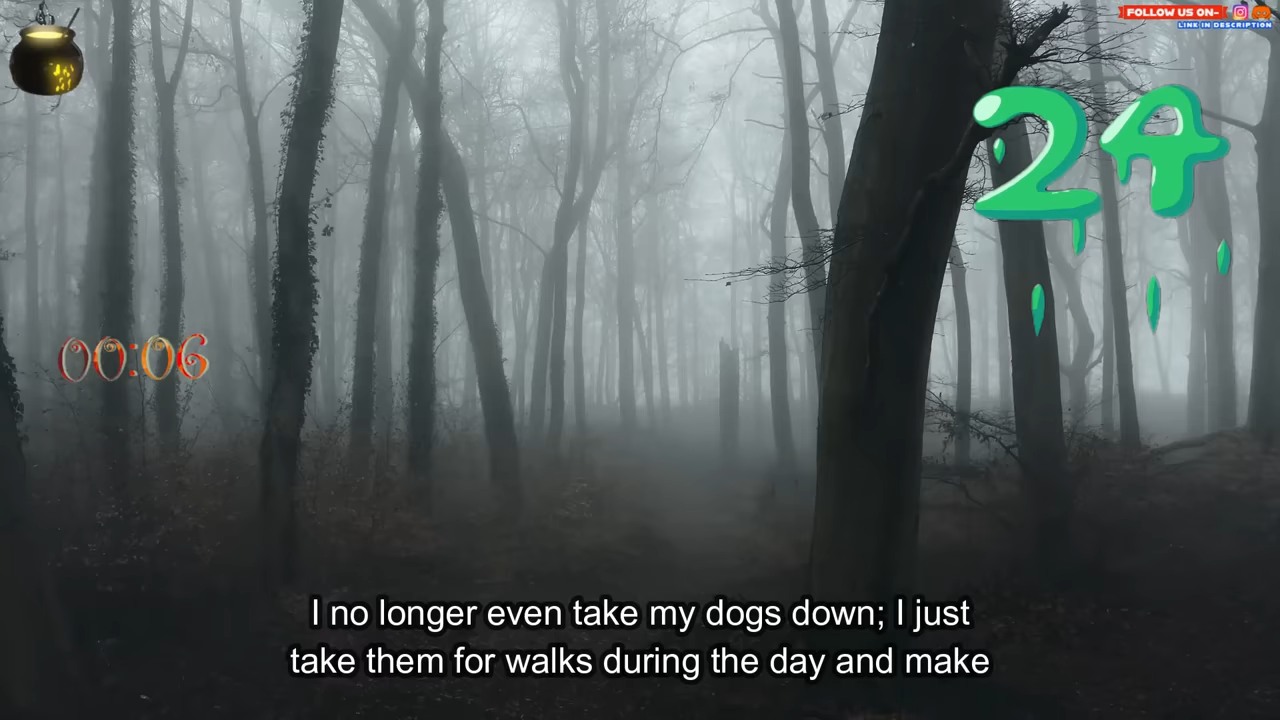 FOLLOW US ON-
LINK IN DESCRIPTION
24
00:06
I no longer even take my dogs down; I just
take them for walks during the day and make